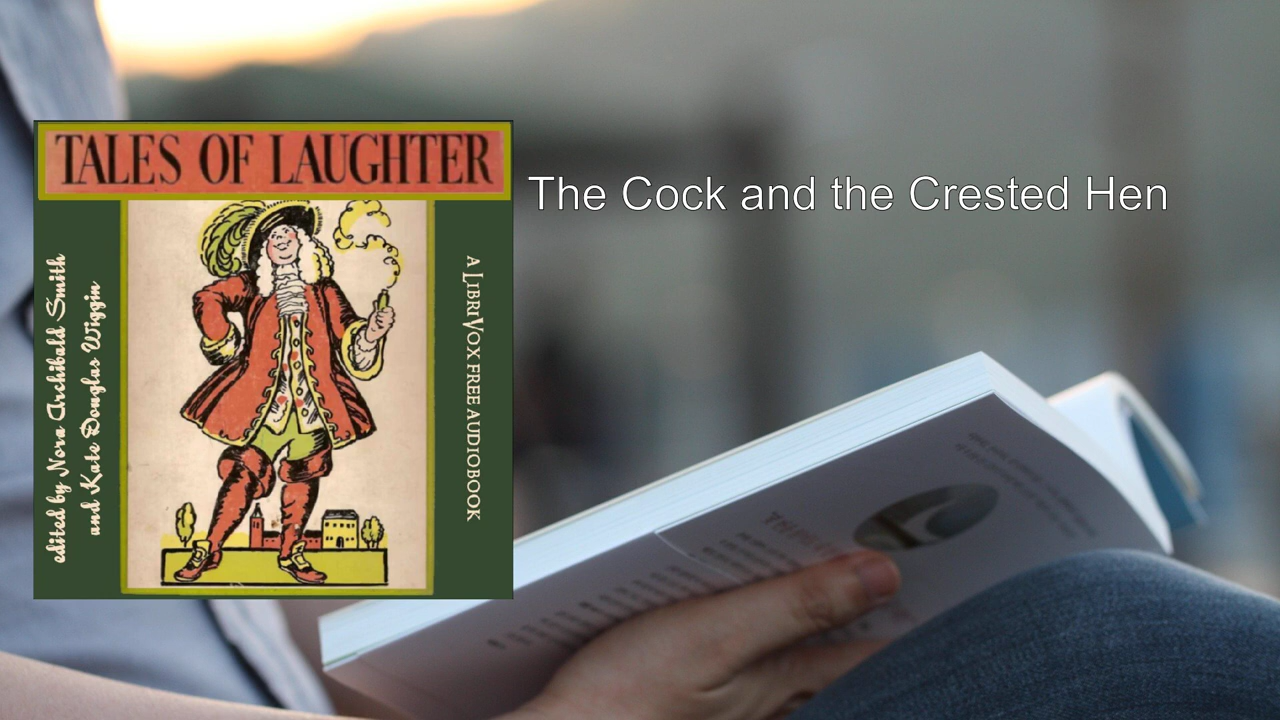 TALES OF LAUGHTER
The Cock and the Crested Hen
edited by Nora Archibald Smith
and Kate Douglas Wiggin
A LIBRIVOX FREE AUDIOBOOK